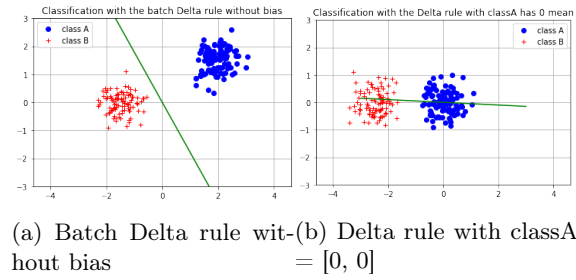 Classification with the batch Delta rule without bias
class A
class B
2
1
0
-1
-2
-3
-4
-2
0
2
4
Classification with the Delta rule with classA has 0 mean
class A
class B
3
2
1
0
-1
-2
-3
-4
-2
0
2
4
(a) Batch Delta rule wit-
hout bias
(b) Delta rule with classA
= [0, 0]